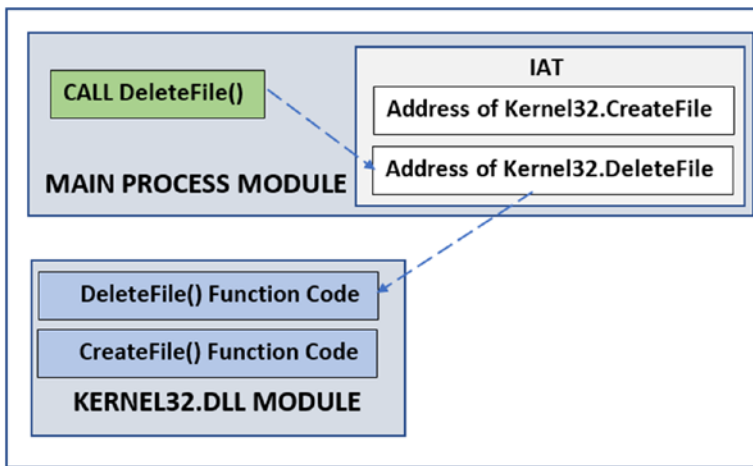 IAT
CALL DeleteFile()
Address of Kernel32.CreateFile
Address of Kernel32.DeleteFile
MAIN PROCESS MODULE
DeleteFile() Function Code
CreateFile() Function Code
KERNEL32.DLL MODULE